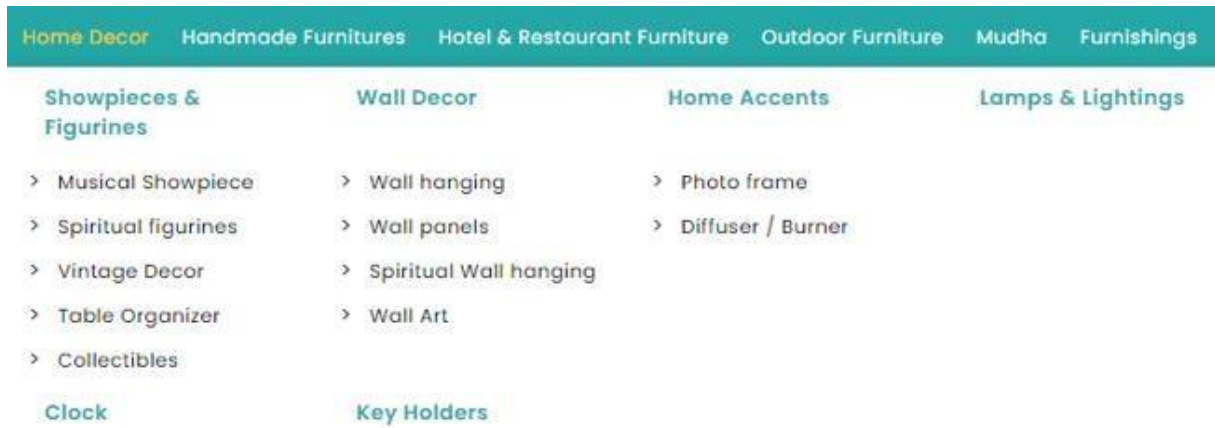 Home Decor Handmade Furnitures Hotel & Restaurant Furniture Outdoor Furniture Mudha Furnishings
Showpieces &
Figurines
> Musical Showpiece
> Spiritual figurines
> Vintage Decor
> Table Organizer
> Collectibles
Wall Decor
> Wall hanging
> Wall panels
> Spiritual Wall hanging
> Wall Art
Home Accents
> Photo frame
> Diffuser / Burner
Lamps & Lightings
Clock
Key Holders